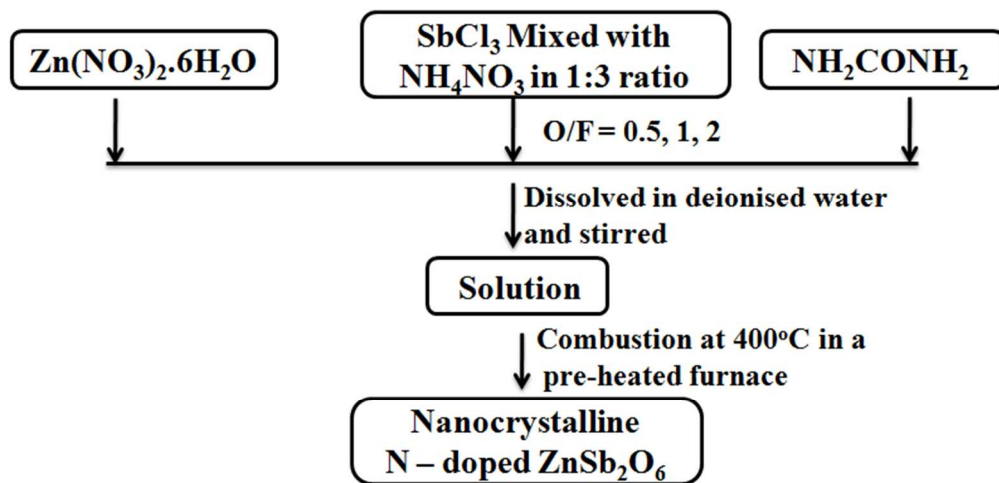 Zn(NO₃)₂.6H₂O
SbCl₃ Mixed with
NH₄NO₃ in 1:3 ratio
NH₂CONH₂
O/F = 0.5, 1, 2
Dissolved in deionised water
and stirred
Solution
Combustion at 400°C in a
pre-heated furnace
Nanocrystalline
N – doped ZnSb₂O₆